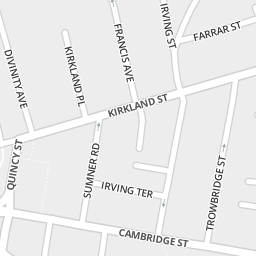 IRVING ST
FARRAR ST
FRANCIS AVE
KIRKLAND PL
DIVINITY AVE
KIRKLAND ST
QUINCY ST
SUMNER RD
TROWBRIDGE ST
IRVING TER
CAMBRIDGE ST